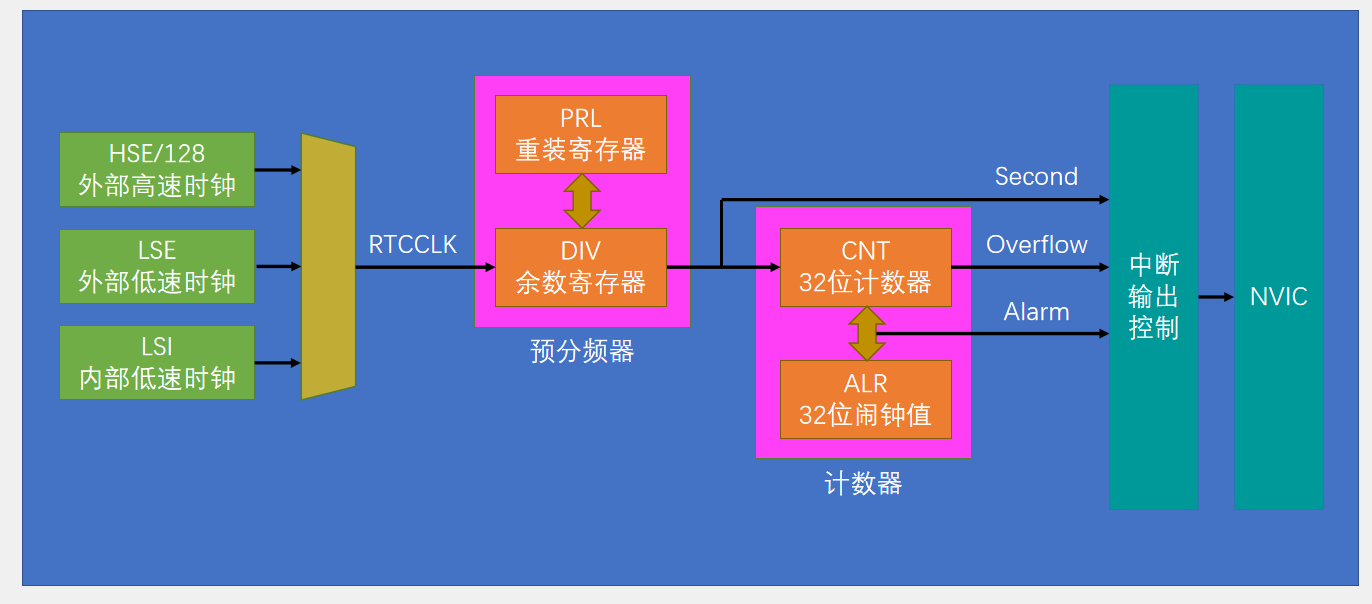 HSE/128
外部高速时钟
LSE
外部低速时钟
LSI
内部低速时钟
RTCCLK
PRL
重装寄存器
DIV
余数寄存器
预分频器
CNT
32位计数器
ALR
32位闹钟值
计数器
Second
Overflow
Alarm
中断
输出
控制
NVIC